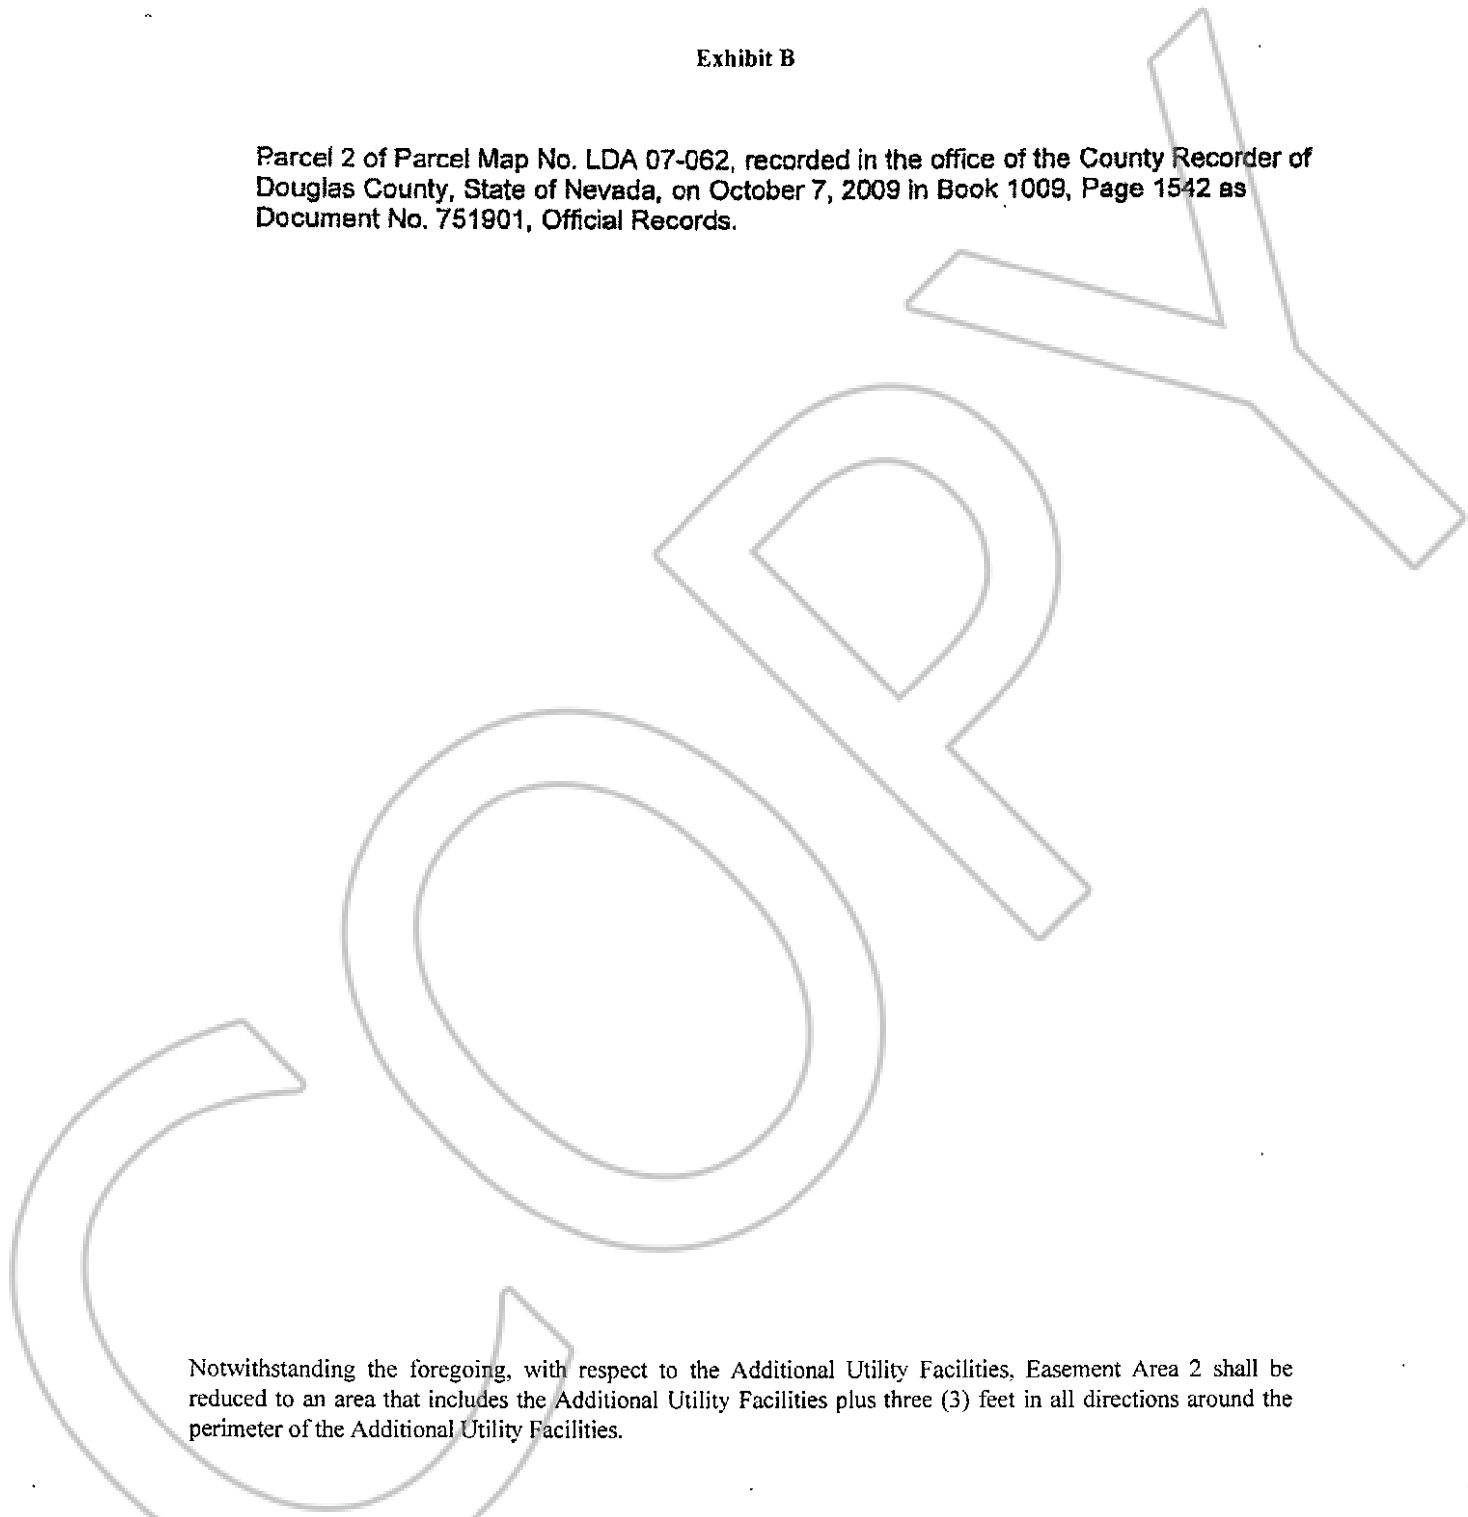 Exhibit B
Parcel 2 of Parcel Map No. LDA 07-062, recorded in the office of the County Recorder of
Douglas County, State of Nevada, on October 7, 2009 in Book 1009, Page 1542 as
Document No. 751901, Official Records.
COPY
Notwithstanding the foregoing, with respect to the Additional Utility Facilities, Easement Area 2 shall be
reduced to an area that includes the Additional Utility Facilities plus three (3) feet in all directions around the
perimeter of the Additional Utility Facilities.